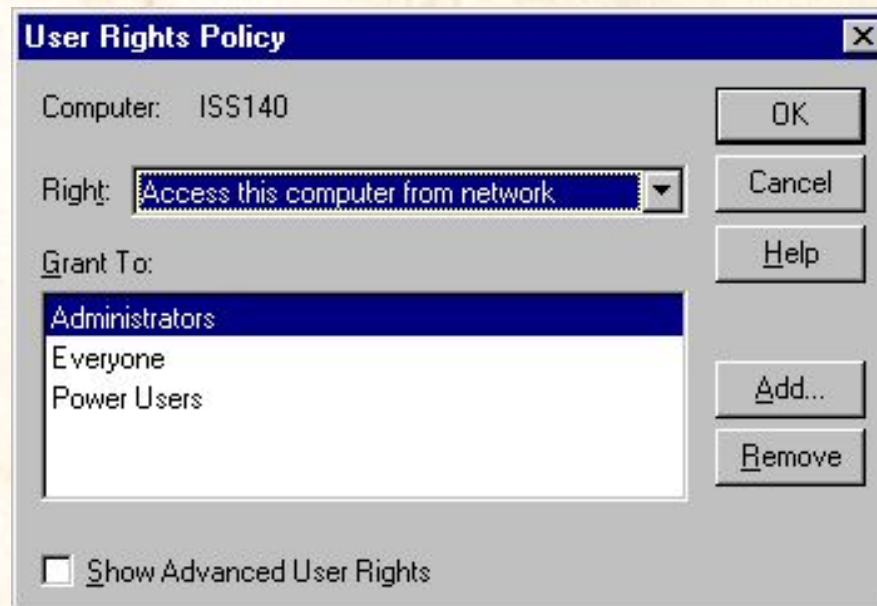 User Rights Policy
Computer: ISS140
OK
Right: Access this computer from network
Cancel
Grant To:
Help
Administrators
Everyone
Power Users
Add...
Remove
Show Advanced User Rights